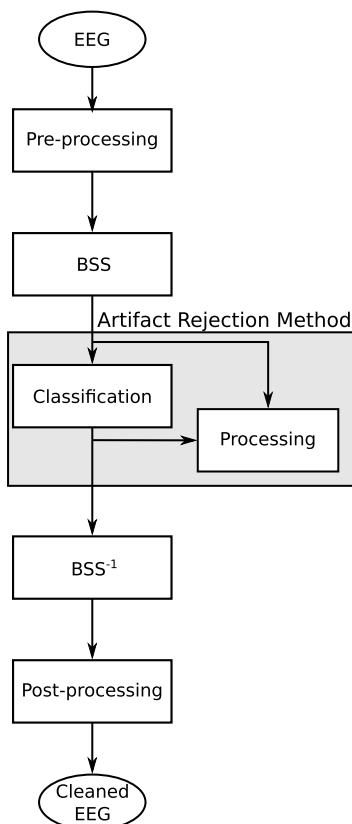 EEG
Pre-processing
BSS
Artifact Rejection Method
Classification
Processing
BSS⁻¹
Post-processing
Cleaned
EEG